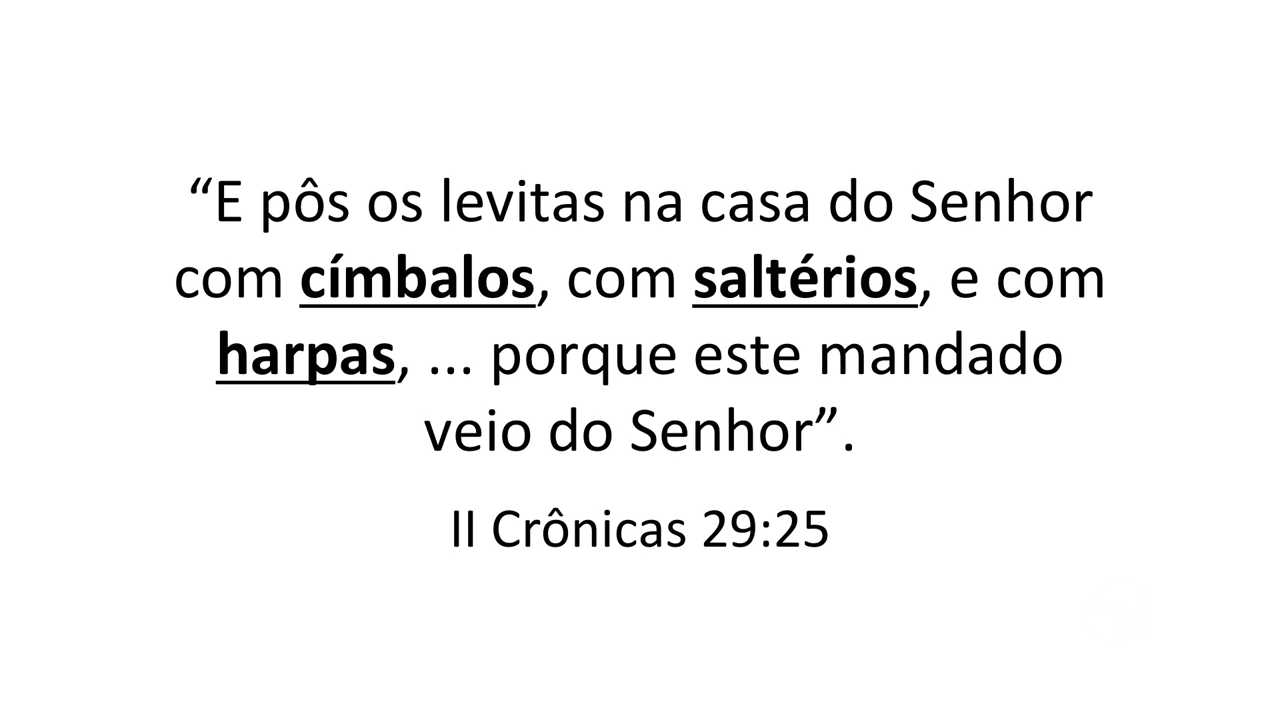 “E pôs os levitas na casa do Senhor
com címbalos, com saltérios, e com
harpas, ... porque este mandado
veio do Senhor”.
II Crônicas 29:25